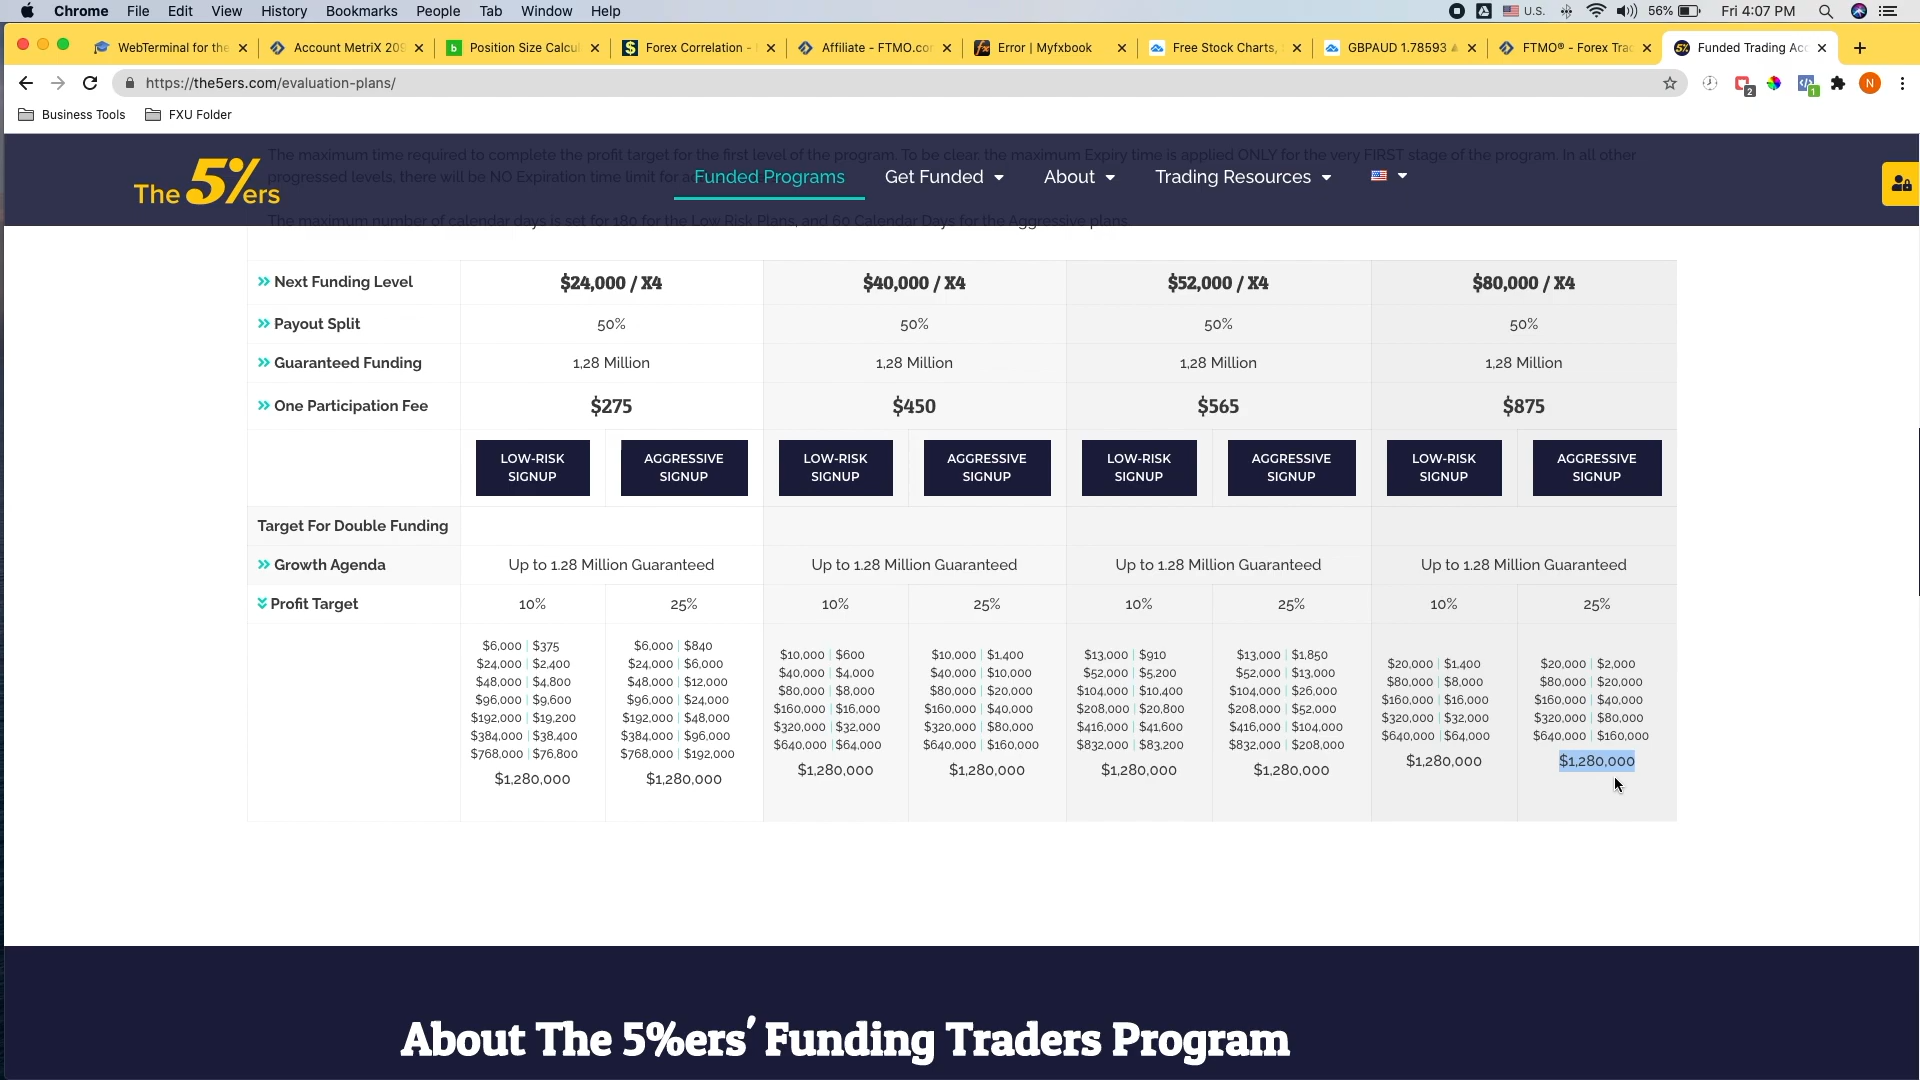 Chrome File Edit View History Bookmarks People Tab Window Help U.S. 56% Fri 4:07 PM
WebTerminal for the Account MetriX 209 Position Size Calcul Forex Correlation - Affiliate - FTMO.co Error | Myfxbook Free Stock Charts, GBPAUD 1.78593 FTMO® - Forex Tra Funded Trading Acc
https://the5ers.com/evaluation-plans/ 2 1 N
Business Tools FXU Folder
The maximum time required to complete the profit target for the first level of the program. To be clear, the maximum Expiry time is applied ONLY for the very FIRST stage of the program. In all other
progressed levels, there will be NO Expiration time limit for a
The 5%ers Funded Programs Get Funded About Trading Resources
The maximum number of calendar days is set for 180 for the Low Risk Plans, and 60 Calendar Days for the Aggressive plans.
Next Funding Level $24,000 / X4 $40,000 / X4 $52,000 / X4 $80,000 / X4
Payout Split 50% 50% 50% 50%
Guaranteed Funding 1,28 Million 1,28 Million 1,28 Million 1,28 Million
One Participation Fee $275 $450 $565 $875
LOW-RISK SIGNUP AGGRESSIVE SIGNUP LOW-RISK SIGNUP AGGRESSIVE SIGNUP LOW-RISK SIGNUP AGGRESSIVE SIGNUP LOW-RISK SIGNUP AGGRESSIVE SIGNUP
Target For Double Funding
Growth Agenda Up to 1.28 Million Guaranteed Up to 1.28 Million Guaranteed Up to 1.28 Million Guaranteed Up to 1.28 Million Guaranteed
Profit Target 10% 25% 10% 25% 10% 25% 10% 25%
$6,000 | $375
$24,000 | $2,400
$48,000 | $4,800
$96,000 | $9,600
$192,000 | $19,200
$384,000 | $38,400
$768,000 | $76,800
$1,280,000
$6,000 | $840
$24,000 | $6,000
$48,000 | $12,000
$96,000 | $24,000
$192,000 | $48,000
$384,000 | $96,000
$768,000 | $192,000
$1,280,000
$10,000 | $600
$40,000 | $4,000
$80,000 | $8,000
$160,000 | $16,000
$320,000 | $32,000
$640,000 | $64,000
$1,280,000
$10,000 | $1,400
$40,000 | $10,000
$80,000 | $20,000
$160,000 | $40,000
$320,000 | $80,000
$640,000 | $160,000
$1,280,000
$13,000 | $910
$52,000 | $5,200
$104,000 | $10,400
$208,000 | $20,800
$416,000 | $41,600
$832,000 | $83,200
$1,280,000
$13,000 | $1,850
$52,000 | $13,000
$104,000 | $26,000
$208,000 | $52,000
$416,000 | $104,000
$832,000 | $208,000
$1,280,000
$20,000 | $1,400
$80,000 | $8,000
$160,000 | $16,000
$320,000 | $32,000
$640,000 | $64,000
$1,280,000
$20,000 | $2,000
$80,000 | $20,000
$160,000 | $40,000
$320,000 | $80,000
$640,000 | $160,000
$1,280,000
About The 5%ers' Funding Traders Program